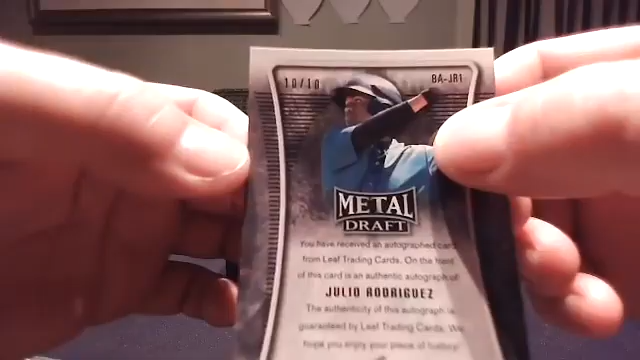 10/10 BA-JR1
METAL
DRAFT
You have received an autographed card
from Leaf Trading Cards. On the front
of this card is an authentic autograph of
JULIO RODRIGUEZ
The authenticity of this autograph is
guaranteed by Leaf Trading Cards. We
hope you enjoy your piece of history!